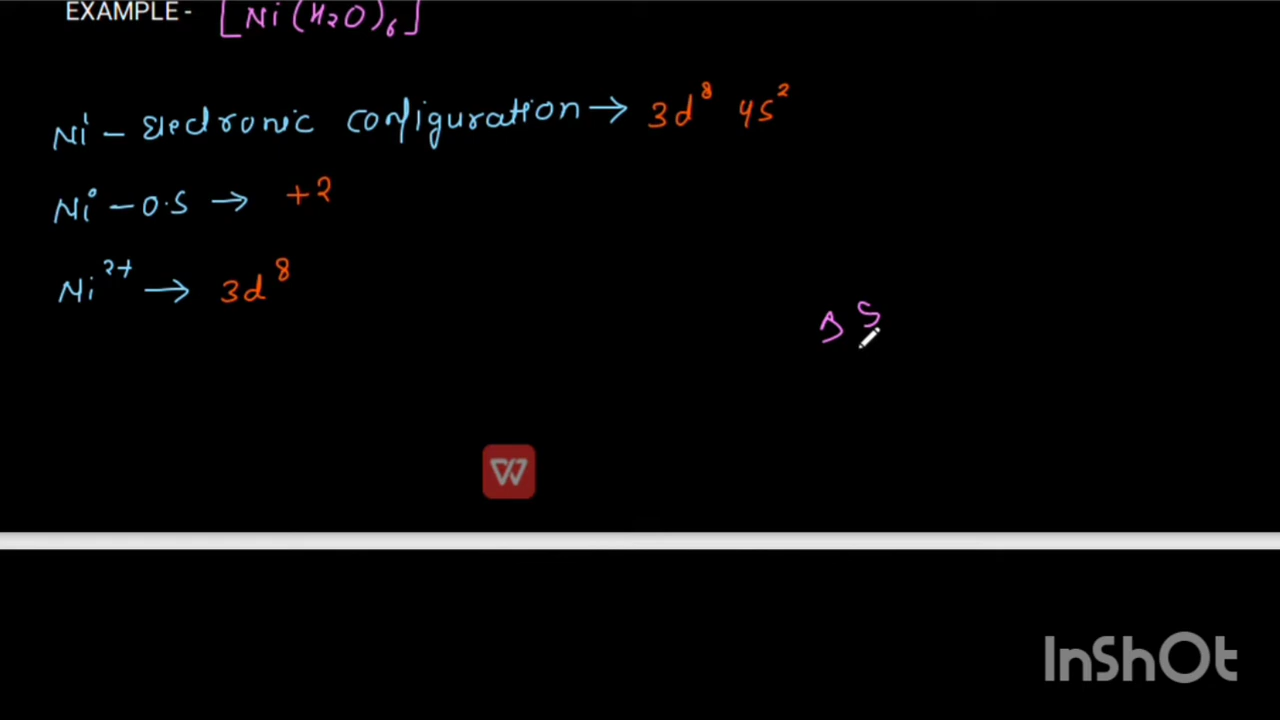 EXAMPLE - [Ni(H₂O)₆]
Ni - Electronic configuration → 3d⁸ 4s²
Ni - O.S → +2
Ni²⁺ → 3d⁸
InShOt